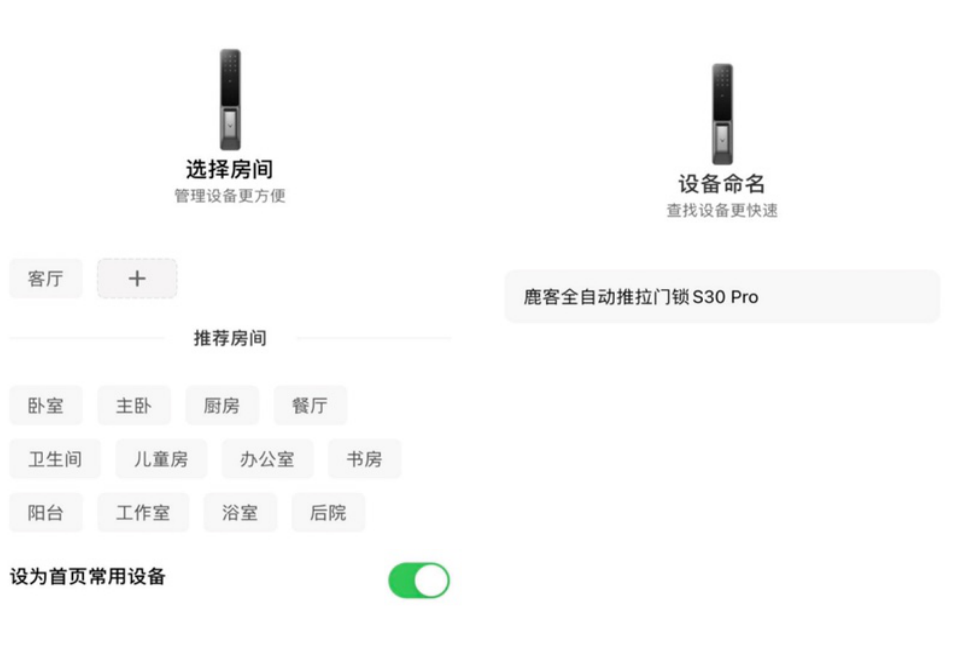 选择房间
管理设备更方便
客厅
+
推荐房间
卧室 主卧 厨房 餐厅
卫生间 儿童房 办公室 书房
阳台 工作室 浴室 后院
设为首页常用设备
设备命名
查找设备更快速
鹿客全自动推拉门锁S30 Pro